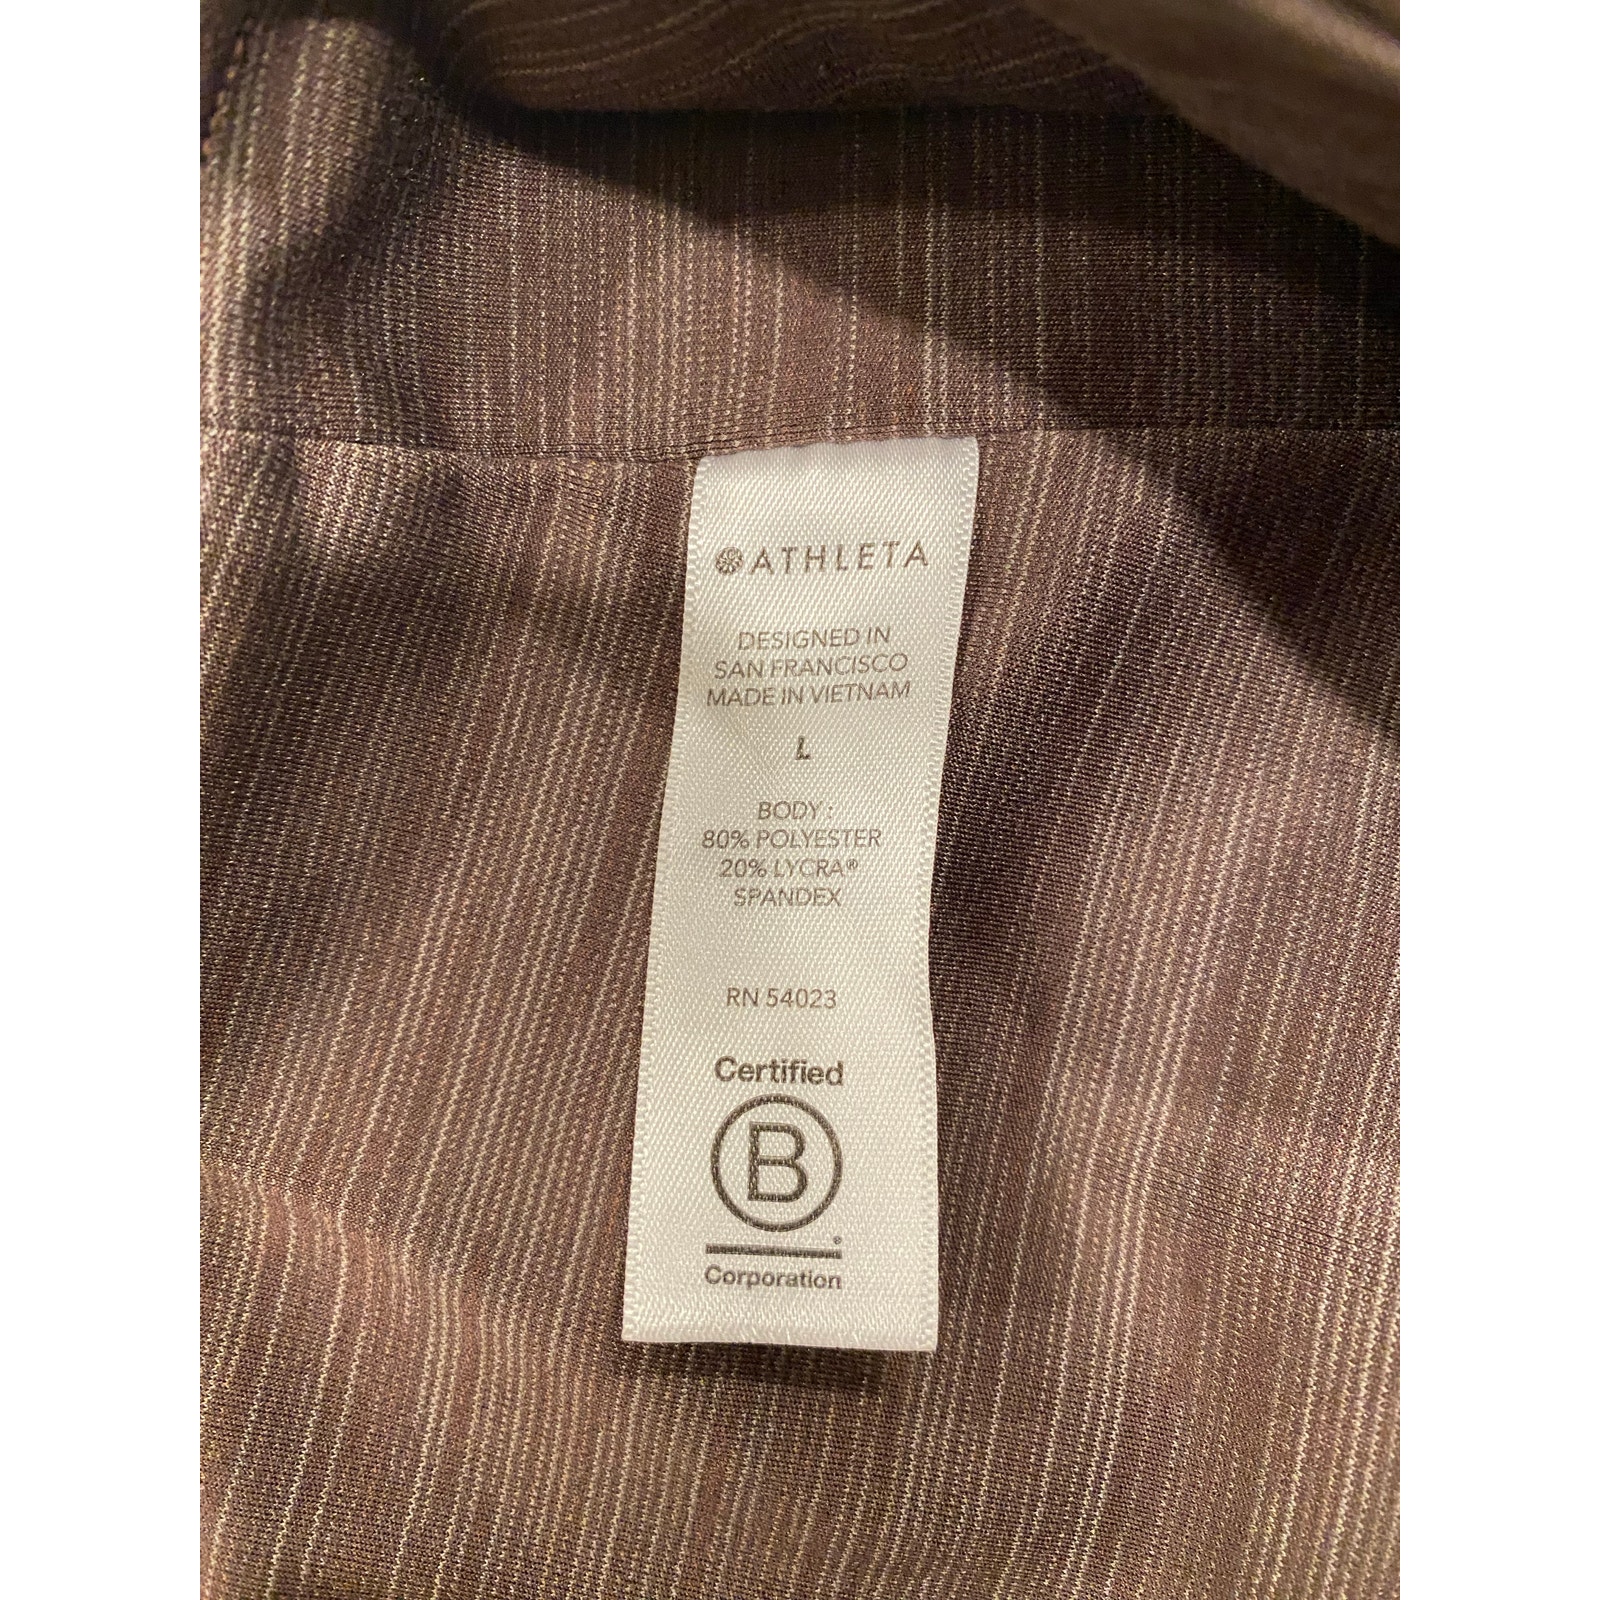 ATHLETA
DESIGNED IN
SAN FRANCISCO
MADE IN VIETNAM
L
BODY :
80% POLYESTER
20% LYCRA®
SPANDEX
RN 54023
Certified
B
®
Corporation